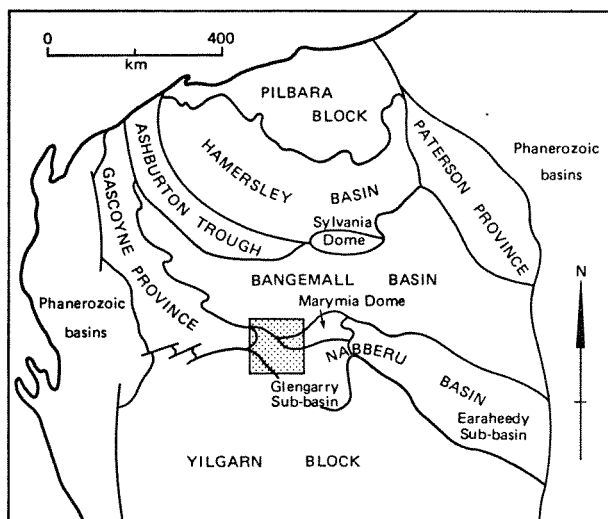 0 400
km
PILBARA
BLOCK
HAMERSLEY
BASIN
ASHBURTON TROUGH
GASCOYNE PROVINCE
PATERSON PROVINCE
Phanerozoic
basins
Sylvania
Dome
BANGEMALL BASIN
Marymia Dome
N
Phanerozoic
basins
NABBERU
BASIN
Glengarry
Sub-basin
Earaheedy
Sub-basin
YILGARN BLOCK